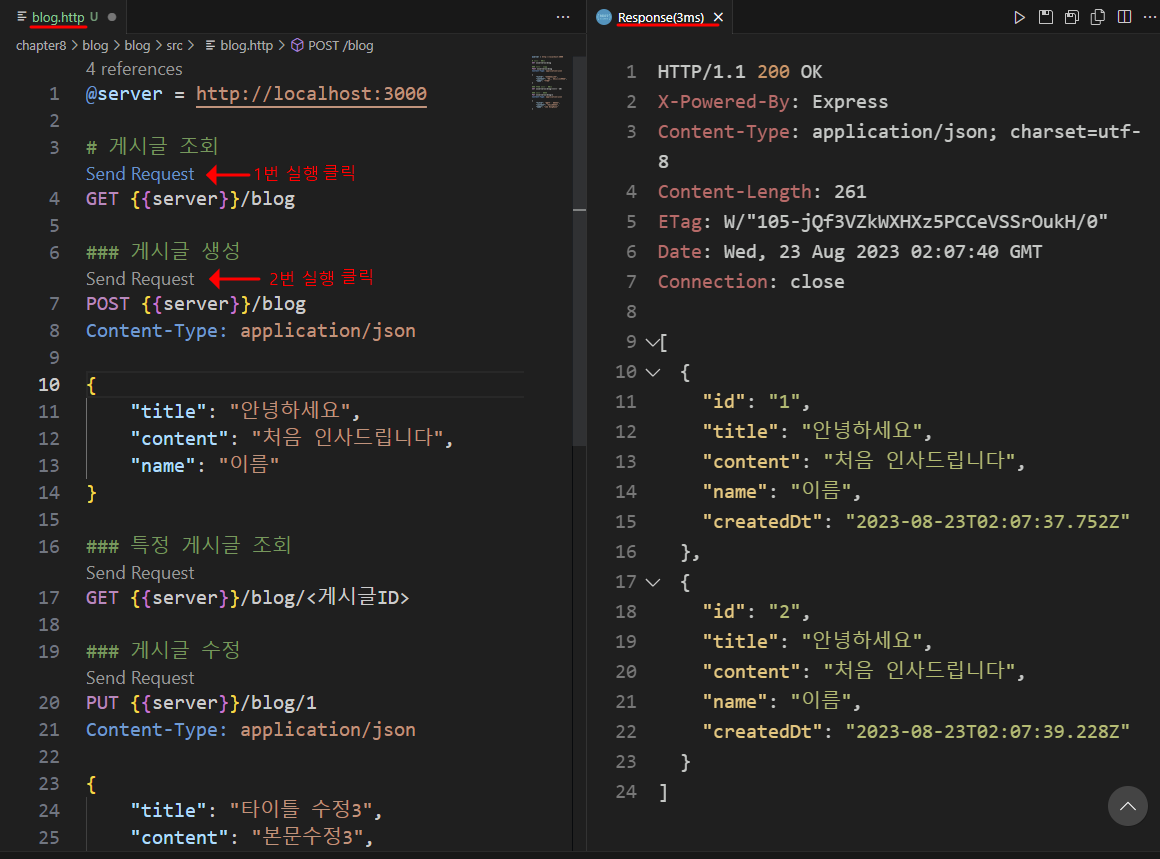 blog.http U
chapter8 > blog > blog > src > blog.http > POST /blog
4 references
1 @server = http://localhost:3000
2
3 # 게시글 조회
Send Request 1번 실행 클릭
4 GET {{server}}/blog
5
6 ### 게시글 생성
Send Request 2번 실행 클릭
7 POST {{server}}/blog
8 Content-Type: application/json
9
10 {
11 "title": "안녕하세요",
12 "content": "처음 인사드립니다",
13 "name": "이름"
14 }
15
16 ### 특정 게시글 조회
Send Request
17 GET {{server}}/blog/<게시글ID>
18
19 ### 게시글 수정
Send Request
20 PUT {{server}}/blog/1
21 Content-Type: application/json
22
23 {
24 "title": "타이틀 수정3",
25 "content": "본문수정3",
Response(3ms)
1 HTTP/1.1 200 OK
2 X-Powered-By: Express
3 Content-Type: application/json; charset=utf-
8
4 Content-Length: 261
5 ETag: W/"105-jQf3VZkWXHXz5PCCeVSSrOukH/0"
6 Date: Wed, 23 Aug 2023 02:07:40 GMT
7 Connection: close
8
9 [
10 {
11 "id": "1",
12 "title": "안녕하세요",
13 "content": "처음 인사드립니다",
14 "name": "이름",
15 "createdDt": "2023-08-23T02:07:37.752Z"
16 },
17 {
18 "id": "2",
19 "title": "안녕하세요",
20 "content": "처음 인사드립니다",
21 "name": "이름",
22 "createdDt": "2023-08-23T02:07:39.228Z"
23 }
24 ]